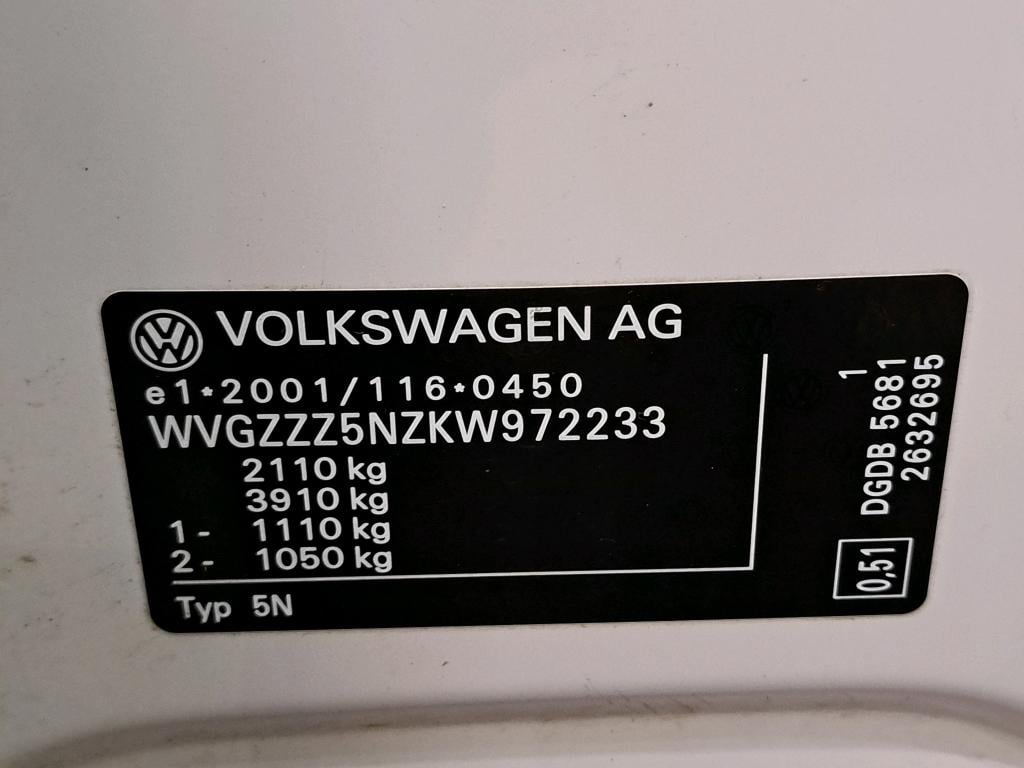 VOLKSWAGEN AG
e1*2001/116*0450
WVGZZZ5NZKW972233
2110 kg
3910 kg
1- 1110 kg
2- 1050 kg
Typ 5N
1
DGDB 5681
2632695
0,51